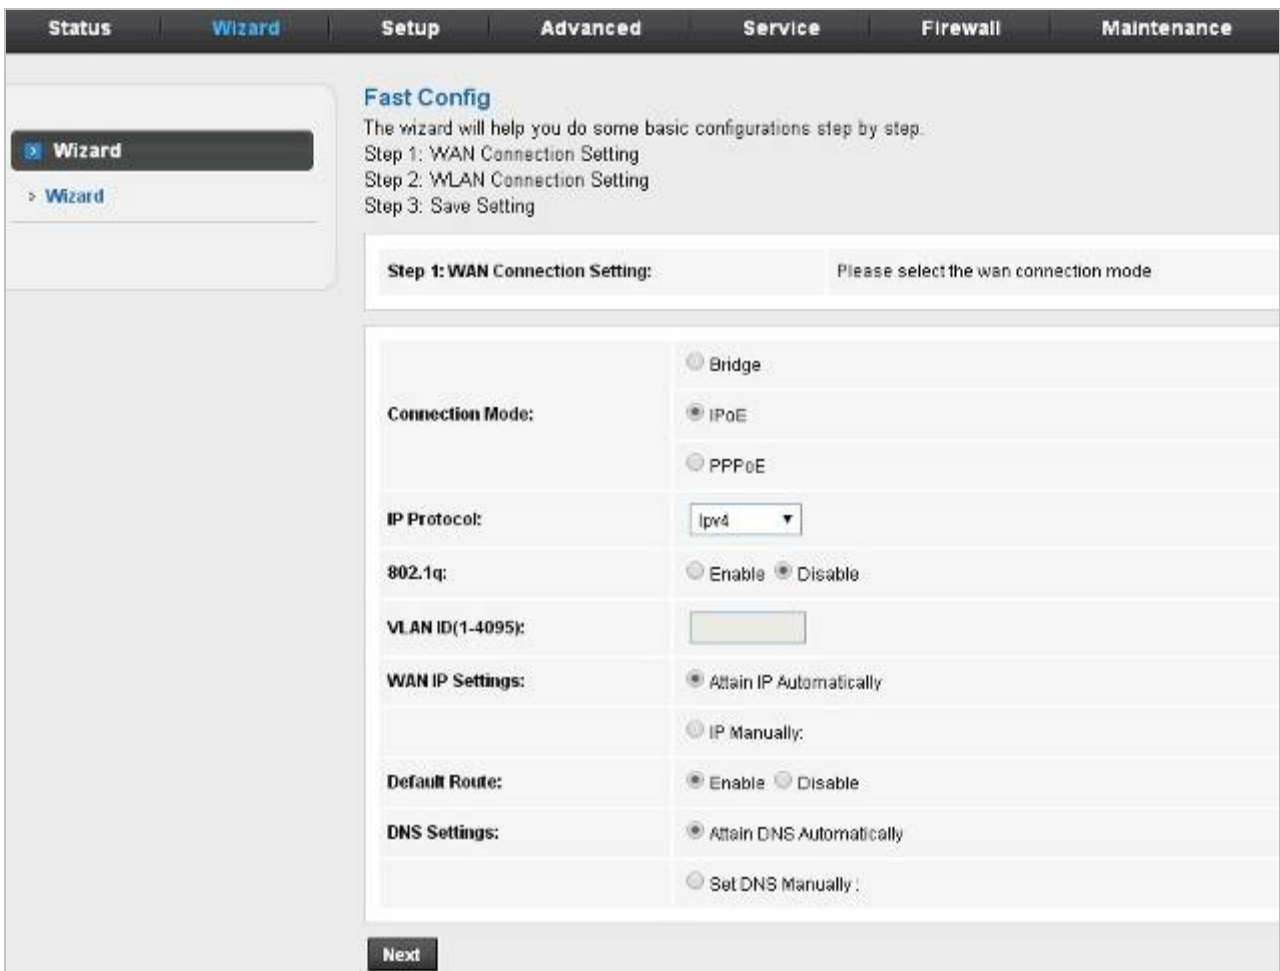 Status Wizard Setup Advanced Service Firewall Maintenance
Wizard
Wizard
Fast Config
The wizard will help you do some basic configurations step by step.
Step 1: WAN Connection Setting
Step 2: WLAN Connection Setting
Step 3: Save Setting
Step 1: WAN Connection Setting: Please select the wan connection mode
Connection Mode:
Bridge
IPoE
PPPoE
IP Protocol: Ipv4
802.1q: Enable Disable
VLAN ID(1-4095):
WAN IP Settings: Attain IP Automatically
IP Manually:
Default Route: Enable Disable
DNS Settings: Attain DNS Automatically
Set DNS Manually :
Next